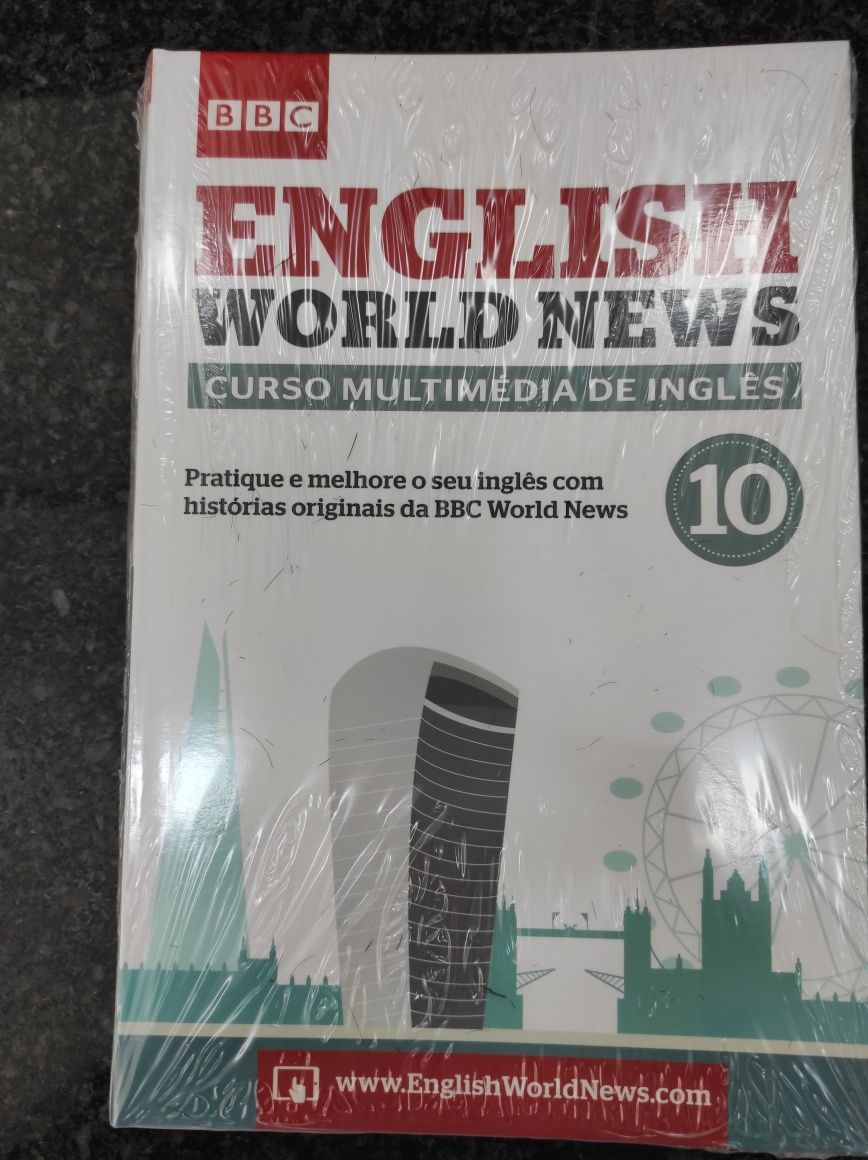 BBC
ENGLISH
WORLD NEWS
CURSO MULTIMÉDIA DE INGLÊS
Pratique e melhore o seu inglês com
histórias originais da BBC World News
10
www.EnglishWorldNews.com